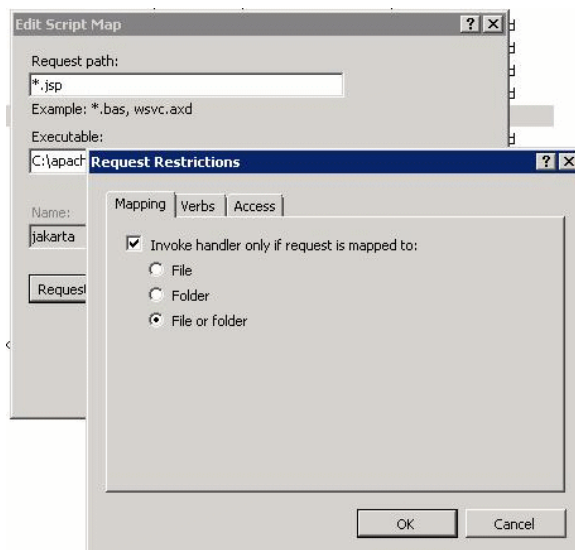 Edit Script Map
Request path:
*.jsp
Example: *.bas, wsvc.axd
Executable:
C:\apach
Name:
jakarta
Request
Request Restrictions
Mapping
Verbs
Access
Invoke handler only if request is mapped to:
File
Folder
File or folder
OK
Cancel